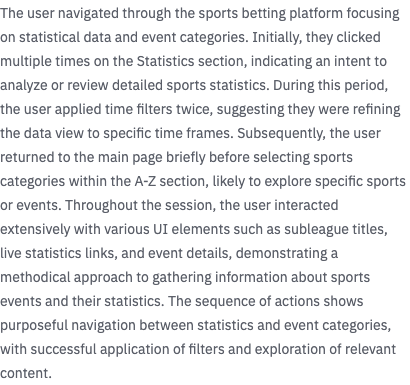 The user navigated through the sports betting platform focusing
on statistical data and event categories. Initially, they clicked
multiple times on the Statistics section, indicating an intent to
analyze or review detailed sports statistics. During this period,
the user applied time filters twice, suggesting they were refining
the data view to specific time frames. Subsequently, the user
returned to the main page briefly before selecting sports
categories within the A-Z section, likely to explore specific sports
or events. Throughout the session, the user interacted
extensively with various UI elements such as subleague titles,
live statistics links, and event details, demonstrating a
methodical approach to gathering information about sports
events and their statistics. The sequence of actions shows
purposeful navigation between statistics and event categories,
with successful application of filters and exploration of relevant
content.